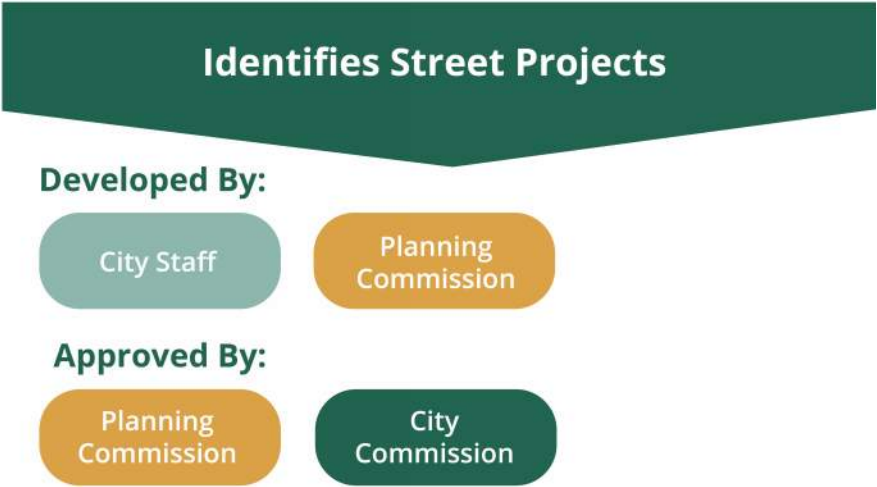 Identifies Street Projects
Developed By:
City Staff
Planning
Commission
Approved By:
Planning
Commission
City
Commission